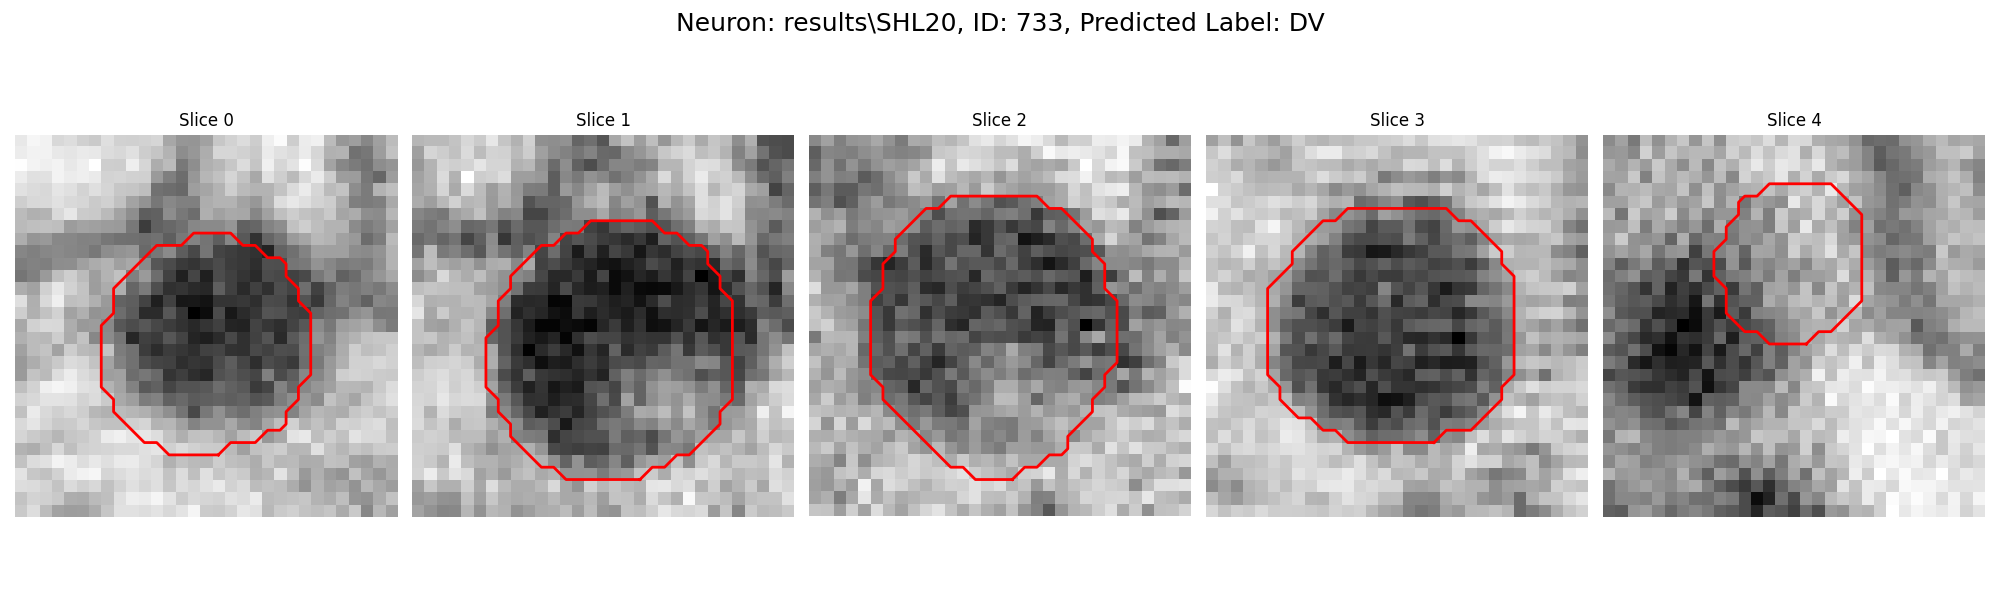 Neuron: results\SHL20, ID: 733, Predicted Label: DV
Slice 0
Slice 1
Slice 2
Slice 3
Slice 4